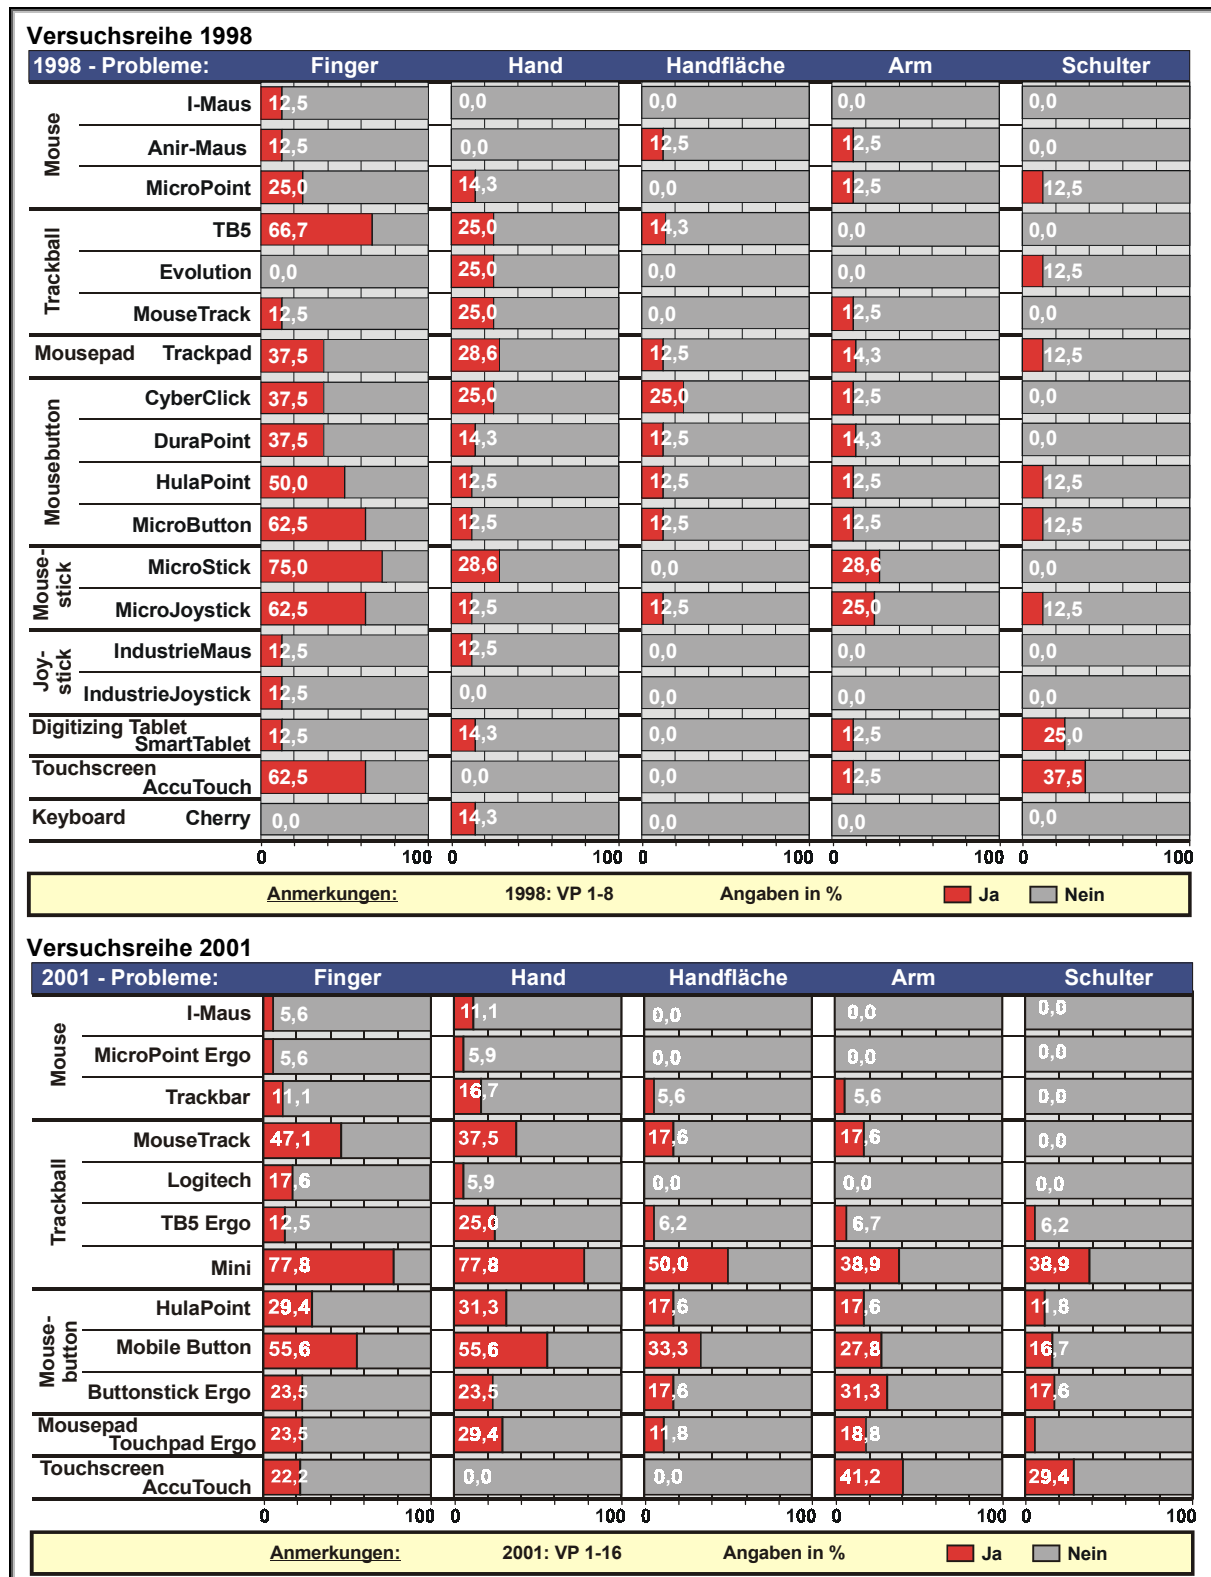 Versuchsreihe 1998
1998 - Probleme: Finger Hand Handfläche Arm Schulter
Mouse
I-Maus 12,5 0,0 0,0 0,0 0,0
Anir-Maus 12,5 0,0 12,5 12,5 0,0
MicroPoint 25,0 14,3 0,0 12,5 12,5
Trackball
TB5 66,7 25,0 14,3 0,0 0,0
Evolution 0,0 25,0 0,0 0,0 12,5
MouseTrack 12,5 25,0 0,0 12,5 0,0
Mousepad Trackpad 37,5 28,6 12,5 14,3 12,5
Mousebutton
CyberClick 37,5 25,0 25,0 12,5 0,0
DuraPoint 37,5 14,3 12,5 14,3 0,0
HulaPoint 50,0 12,5 12,5 12,5 12,5
MicroButton 62,5 12,5 12,5 12,5 12,5
Mouse-
stick
MicroStick 75,0 28,6 0,0 28,6 0,0
MicroJoystick 62,5 12,5 12,5 25,0 12,5
Joy-
stick
IndustrieMaus 12,5 12,5 0,0 0,0 0,0
IndustrieJoystick 12,5 0,0 0,0 0,0 0,0
Digitizing Tablet
SmartTablet 12,5 14,3 0,0 12,5 25,0
Touchscreen
AccuTouch 62,5 0,0 0,0 12,5 37,5
Keyboard Cherry 0,0 14,3 0,0 0,0 0,0
0 100 0 100 0 100 0 100 0 100
Anmerkungen: 1998: VP 1-8 Angaben in % Ja Nein
Versuchsreihe 2001
2001 - Probleme: Finger Hand Handfläche Arm Schulter
Mouse
I-Maus 5,6 11,1 0,0 0,0 0,0
MicroPoint Ergo 5,6 5,9 0,0 0,0 0,0
Trackbar 11,1 16,7 5,6 5,6 0,0
Trackball
MouseTrack 47,1 37,5 17,6 17,6 0,0
Logitech 17,6 5,9 0,0 0,0 0,0
TB5 Ergo 12,5 25,0 6,2 6,7 6,2
Mini 77,8 77,8 50,0 38,9 38,9
Mouse-
button
HulaPoint 29,4 31,3 17,6 17,6 11,8
Mobile Button 55,6 55,6 33,3 27,8 16,7
Buttonstick Ergo 23,5 23,5 17,6 31,3 17,6
Mousepad
Touchpad Ergo 23,5 29,4 11,8 18,8
Touchscreen
AccuTouch 22,2 0,0 0,0 41,2 29,4
0 100 0 100 0 100 0 100 0 100
Anmerkungen: 2001: VP 1-16 Angaben in % Ja Nein